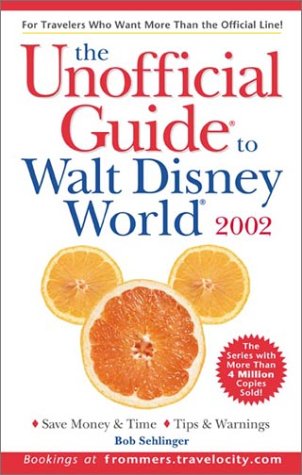 For Travelers Who Want More Than the Official Line!
the
Unofficial
Guide® to
Walt Disney
World® 2002
The
Series with
More Than
4 Million
Copies
Sold!
♦ Save Money & Time ♦ Tips & Warnings
Bob Sehlinger
Bookings at frommers.travelocity.com